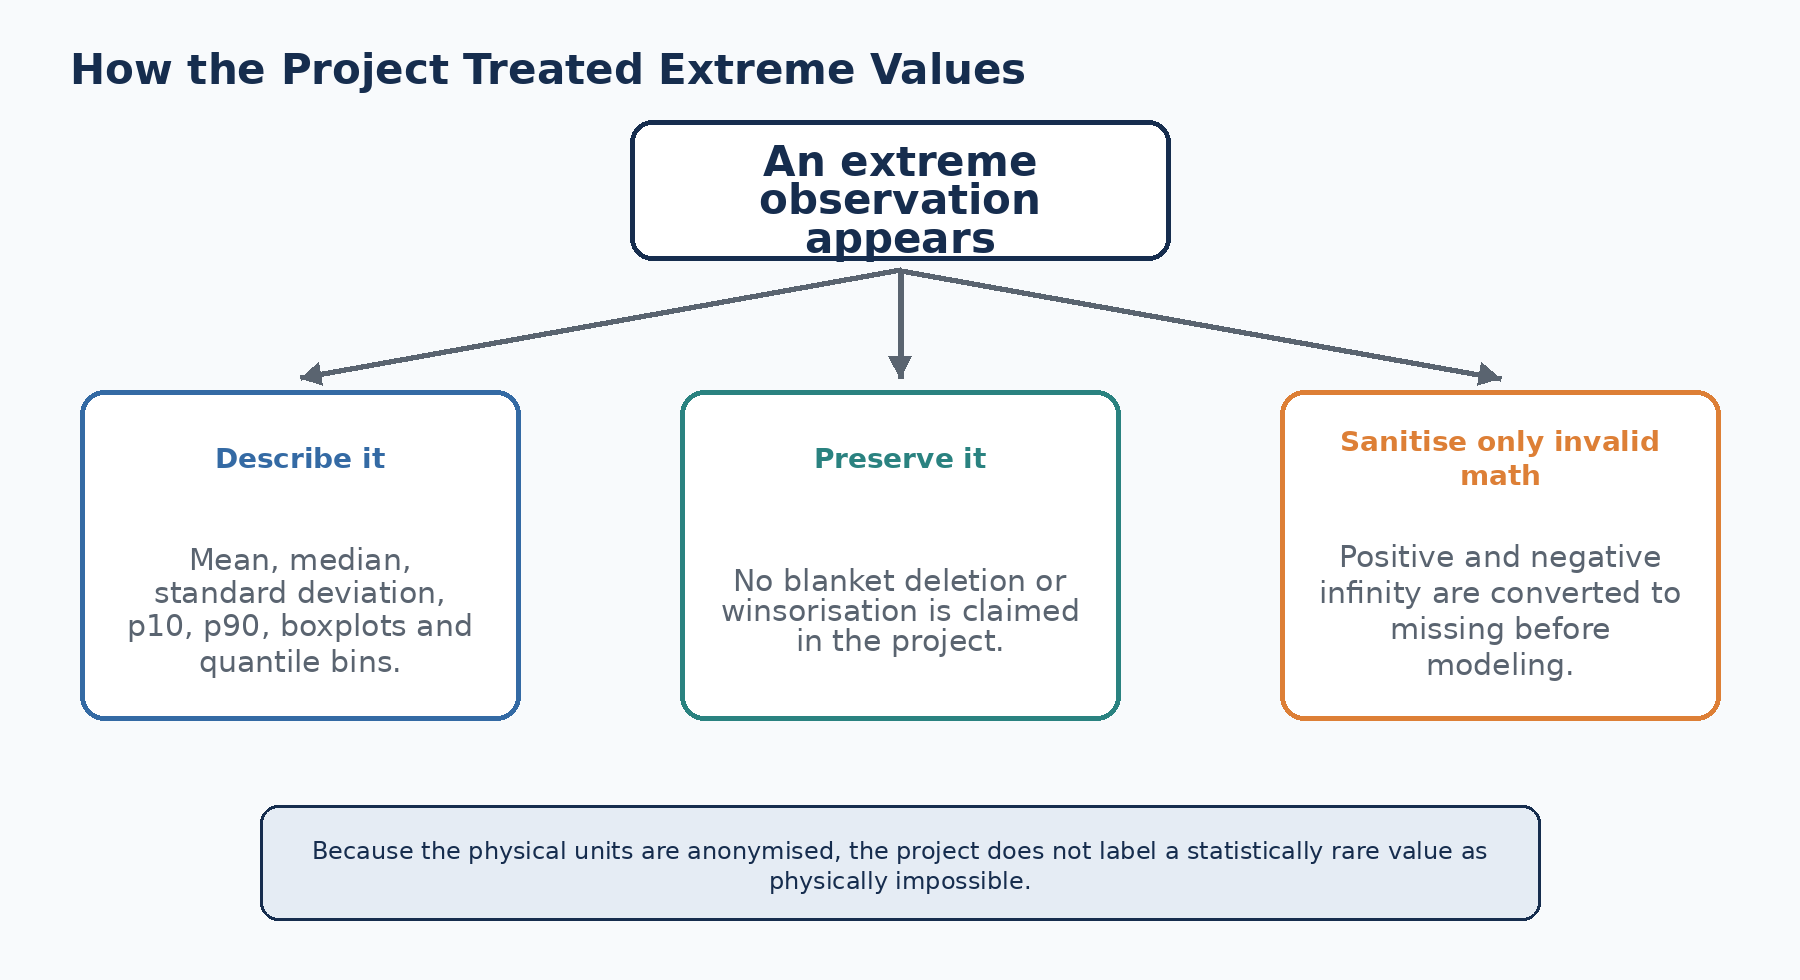 How the Project Treated Extreme Values
An extreme
observation
appears
Describe it
Mean, median,
standard deviation,
p10, p90, boxplots and
quantile bins.
Preserve it
No blanket deletion or
winsorisation is claimed
in the project.
Sanitise only invalid
math
Positive and negative
infinity are converted to
missing before
modeling.
Because the physical units are anonymised, the project does not label a statistically rare value as
physically impossible.